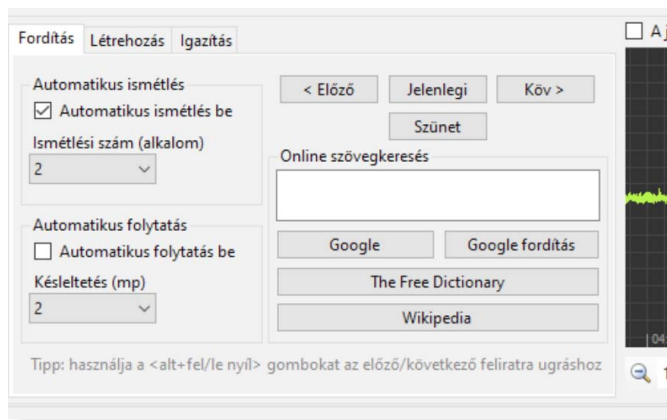 Fordítás Létrehozás Igazítás
Automatikus ismétlés
Automatikus ismétlés be
Ismétlési szám (alkalom)
2
Automatikus folytatás
Automatikus folytatás be
Késleltetés (mp)
2
< Előző Jelenlegi Köv >
Szünet
Online szövegkeresés
Google Google fordítás
The Free Dictionary
Wikipedia
Tipp: használja a <alt+fel/le nyíl> gombokat az előző/következő feliratra ugráshoz
A
04